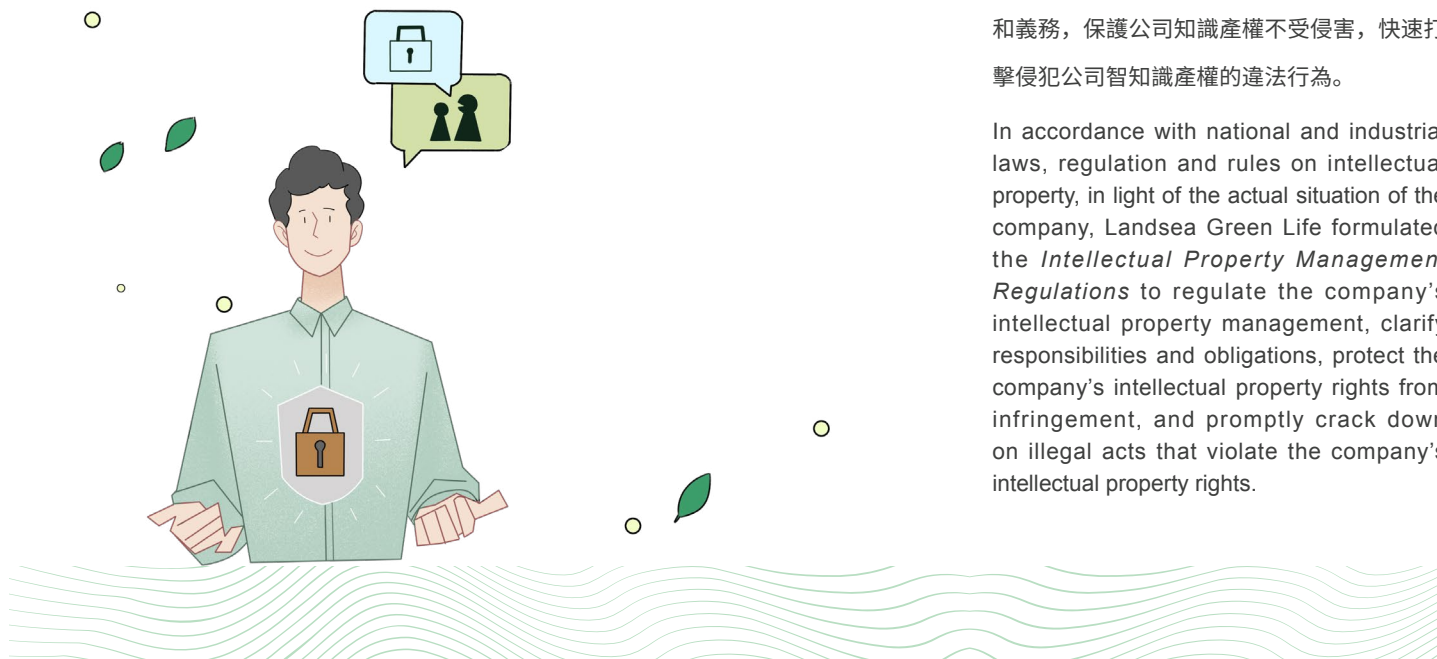 和義務，保護公司知識產權不受侵害，快速打
擊侵犯公司智知識產權的違法行為。
In accordance with national and industrial
laws, regulation and rules on intellectual
property, in light of the actual situation of the
company, Landsea Green Life formulated
the Intellectual Property Management
Regulations to regulate the company’s
intellectual property management, clarify
responsibilities and obligations, protect the
company’s intellectual property rights from
infringement, and promptly crack down
on illegal acts that violate the company’s
intellectual property rights.